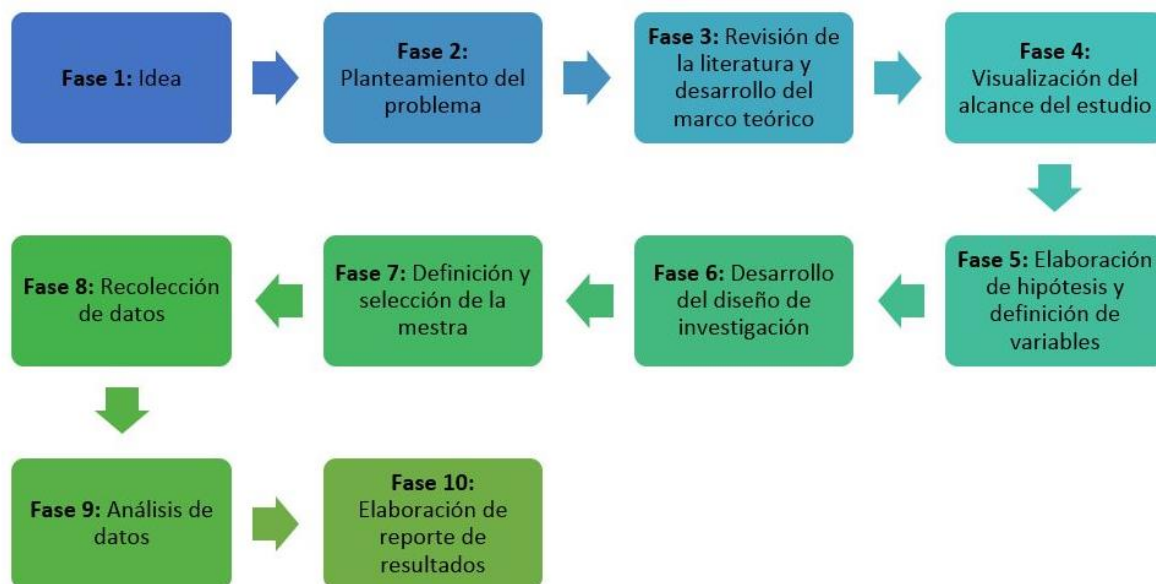 Fase 1: Idea
Fase 2:
Planteamiento del
problema
Fase 3: Revisión de
la literatura y
desarrollo del
marco teórico
Fase 4:
Visualización del
alcance del estudio
Fase 5: Elaboración
de hipótesis y
definición de
variables
Fase 6: Desarrollo
del diseño de
investigación
Fase 7: Definición y
selección de la
mestra
Fase 8: Recolección
de datos
Fase 9: Análisis de
datos
Fase 10:
Elaboración de
reporte de
resultados